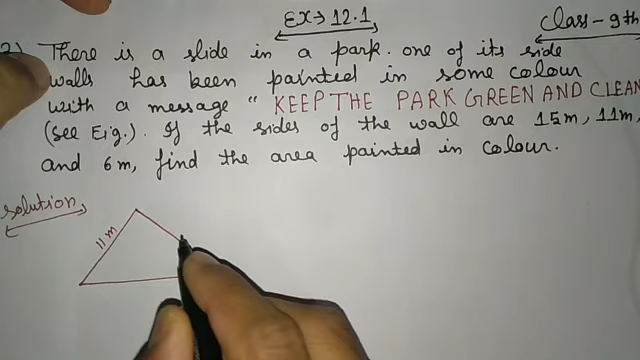 Ex→12.1
Class-9th
There is a slide in a park. one of its side
walls has been painted in some colour
with a message " KEEP THE PARK GREEN AND CLEAN
(see Fig.). If the sides of the wall are 15m, 11m,
and 6m, find the area painted in colour.
Solution
11 m